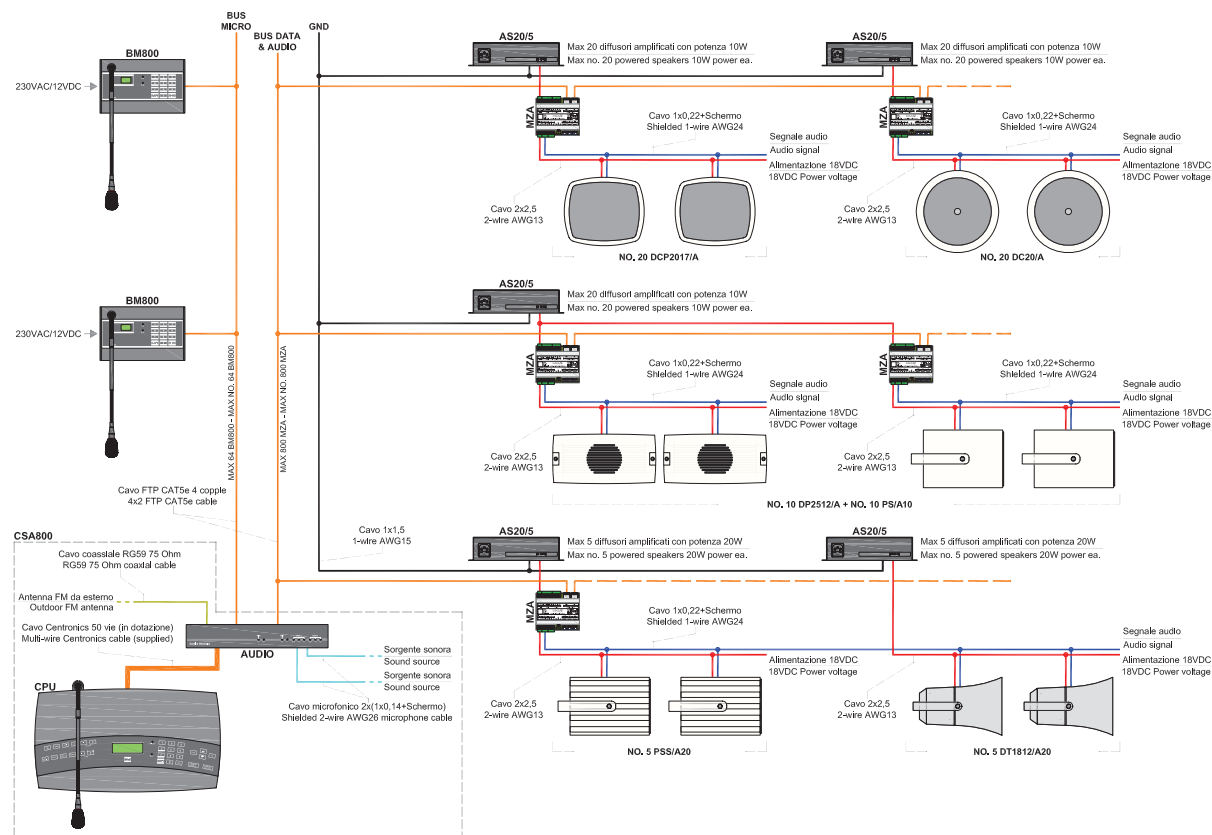 BUS
MICRO
BUS DATA
& AUDIO
GND
BM800
230VAC/12VDC
AS20/5
Max 20 diffusori amplificati con potenza 10W
Max no. 20 powered speakers 10W power ea.
MZA
Cavo 1x0,22+Schermo
Shielded 1-wire AWG24
Segnale audio
Audio signal
Alimentazione 18VDC
18VDC Power voltage
Cavo 2x2,5
2-wire AWG13
NO. 20 DCP2017/A
AS20/5
Max 20 diffusori amplificati con potenza 10W
Max no. 20 powered speakers 10W power ea.
MZA
Cavo 1x0,22+Schermo
Shielded 1-wire AWG24
Segnale audio
Audio signal
Alimentazione 18VDC
18VDC Power voltage
Cavo 2x2,5
2-wire AWG13
NO. 20 DC20/A
BM800
230VAC/12VDC
MAX 64 BM800 - MAX NO. 64 BM800
MAX 800 MZA - MAX NO. 800 MZA
AS20/5
Max 20 diffusori amplificati con potenza 10W
Max no. 20 powered speakers 10W power ea.
MZA
Cavo 1x0,22+Schermo
Shielded 1-wire AWG24
Segnale audio
Audio signal
Alimentazione 18VDC
18VDC Power voltage
Cavo 2x2,5
2-wire AWG13
MZA
Cavo 1x0,22+Schermo
Shielded 1-wire AWG24
Segnale audio
Audio signal
Alimentazione 18VDC
18VDC Power voltage
Cavo 2x2,5
2-wire AWG13
NO. 10 DP2512/A + NO. 10 PS/A10
Cavo FTP CAT5e 4 coppie
4x2 FTP CAT5e cable
Cavo 1x1,5
1-wire AWG15
AS20/5
Max 5 diffusori amplificati con potenza 20W
Max no. 5 powered speakers 20W power ea.
MZA
Cavo 1x0,22+Schermo
Shielded 1-wire AWG24
Alimentazione 18VDC
18VDC Power voltage
Cavo 2x2,5
2-wire AWG13
NO. 5 PSS/A20
AS20/5
Max 5 diffusori amplificati con potenza 20W
Max no. 5 powered speakers 20W power ea.
Segnale audio
Audio signal
Alimentazione 18VDC
18VDC Power voltage
Cavo 2x2,5
2-wire AWG13
NO. 5 DT1812/A20
CSA800
Cavo coassiale RG59 75 Ohm
RG59 75 Ohm coaxial cable
Antenna FM da esterno
Outdoor FM antenna
Cavo Centronics 50 vie (in dotazione)
Multi-wire Centronics cable (supplied)
AUDIO
Sorgente sonora
Sound source
Sorgente sonora
Sound source
Cavo microfonico 2x(1x0,14+Schermo)
Shielded 2-wire AWG26 microphone cable
CPU